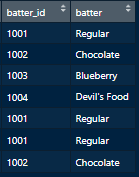 batter_id batter
1001 Regular
1002 Chocolate
1003 Blueberry
1004 Devil's Food
1001 Regular
1001 Regular
1002 Chocolate